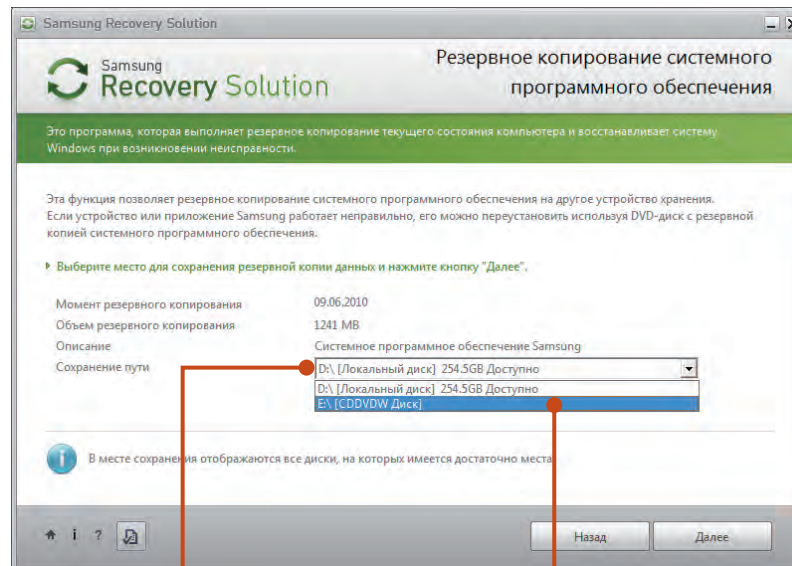 Samsung Recovery Solution
Samsung
Recovery Solution
Резервное копирование системного
программного обеспечения
Это программа, которая выполняет резервное копирование текущего состояния компьютера и восстанавливает систему
Windows при возникновении неисправности.
Эта функция позволяет резервное копирование системного программного обеспечения на другое устройство хранения.
Если устройство или приложение Samsung работает неправильно, его можно переустановить используя DVD-диск с резервной
копией системного программного обеспечения.
Выберите место для сохранения резервной копии данных и нажмите кнопку "Далее".
Момент резервного копирования 09.06.2010
Объем резервного копирования 1241 MB
Описание Системное программное обеспечение Samsung
Сохранение пути D:\ [Локальный диск] 254.5GB Доступно
D:\ [Локальный диск] 254.5GB Доступно
E:\ [CDDVDW Диск]
В месте сохранения отображаются все диски, на которых имеется достаточно места
Назад Далее